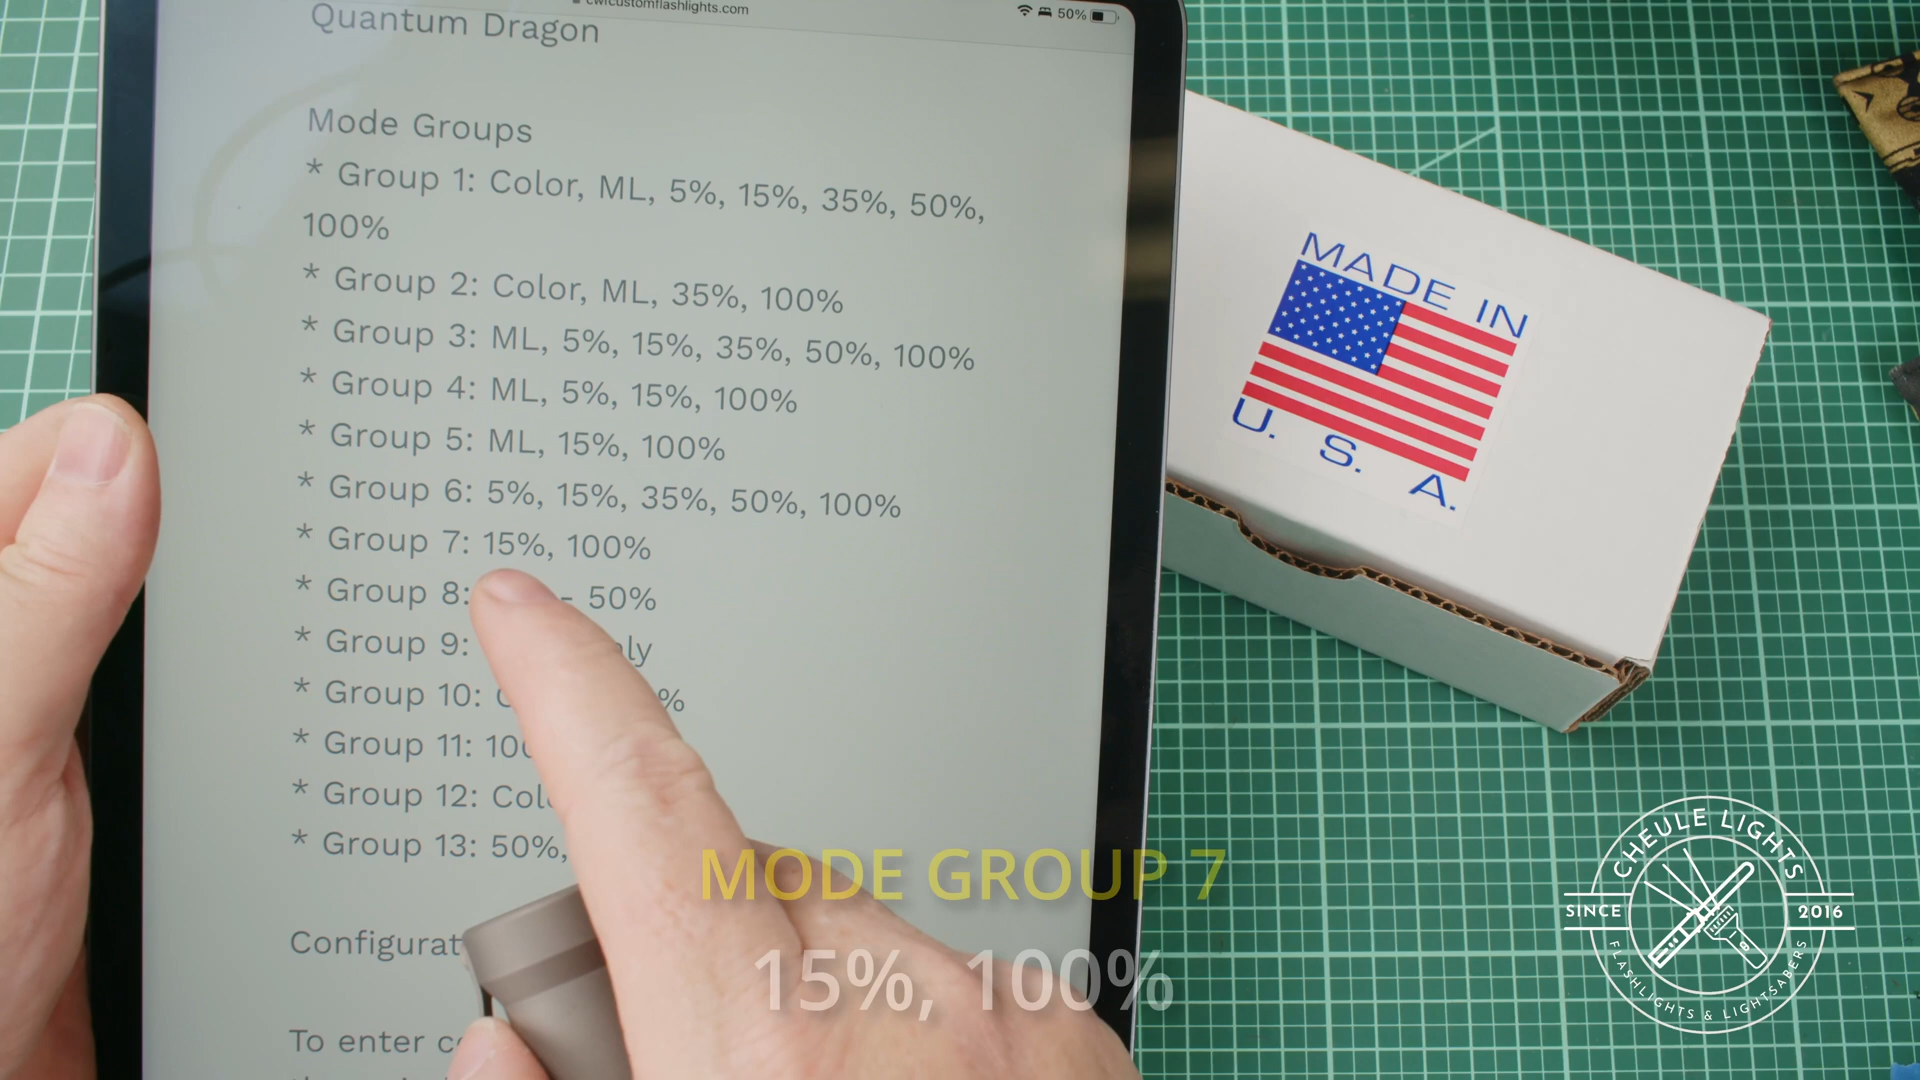 cwfcustomflashlights.com
50%
Quantum Dragon
Mode Groups
* Group 1: Color, ML, 5%, 15%, 35%, 50%,
100%
* Group 2: Color, ML, 35%, 100%
* Group 3: ML, 5%, 15%, 35%, 50%, 100%
* Group 4: ML, 5%, 15%, 100%
* Group 5: ML, 15%, 100%
* Group 6: 5%, 15%, 35%, 50%, 100%
* Group 7: 15%, 100%
* Group 8: - 50%
* Group 9:
* Group 10:
* Group 11:
* Group 12:
* Group 13: 50%,
To enter
MADE IN
U. S. A.
MODE GROUP 7
15%, 100%
CHEULE LIGHTS
SINCE 2016
FLASHLIGHTS & LIGHTSABERS